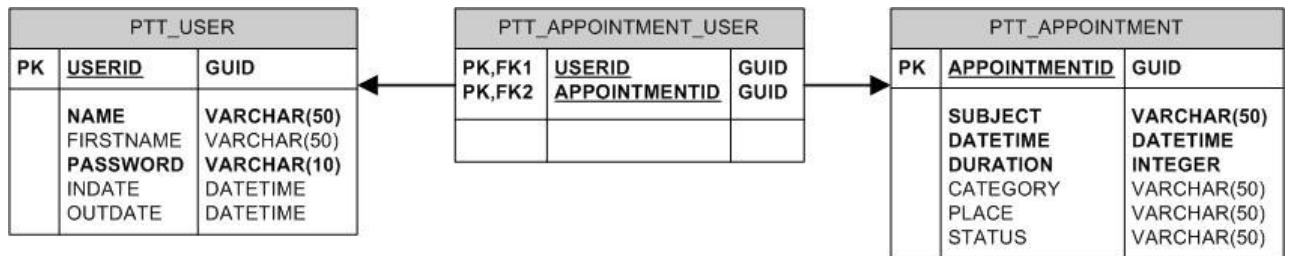 PTT_USER
PK USERID GUID
NAME VARCHAR(50)
FIRSTNAME VARCHAR(50)
PASSWORD VARCHAR(10)
INDATE DATETIME
OUTDATE DATETIME
PTT_APPOINTMENT_USER
PK,FK1 USERID GUID
PK,FK2 APPOINTMENTID GUID
PTT_APPOINTMENT
PK APPOINTMENTID GUID
SUBJECT VARCHAR(50)
DATETIME DATETIME
DURATION INTEGER
CATEGORY VARCHAR(50)
PLACE VARCHAR(50)
STATUS VARCHAR(50)